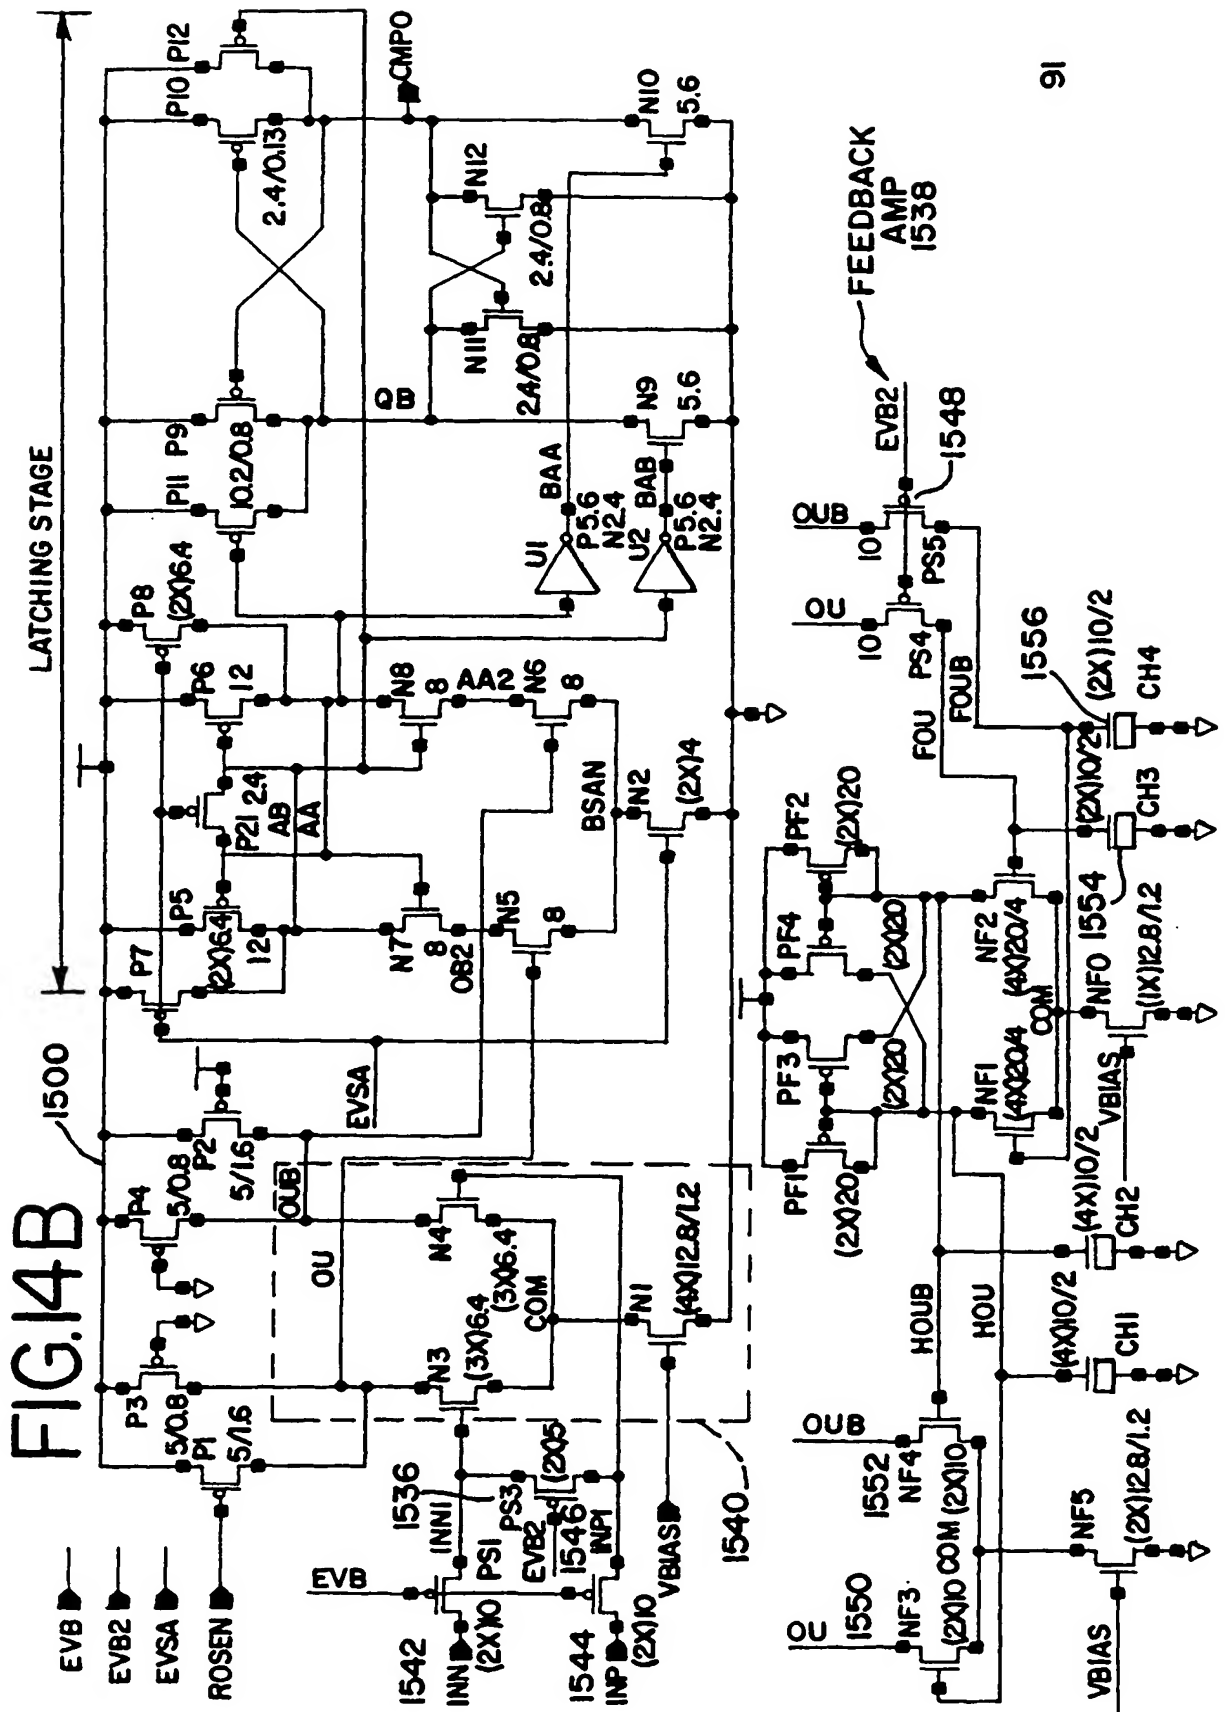 FIG.14B
1500
LATCHING STAGE
EVB
EVB2
EVSA
ROSEN
P3
5/0.8
P1
5/1.6
P4
5/0.8
P2
5/1.6
OUB
OU
EVSA
P7
P5
(2X)6.4
12
P21
2.4
AB
AA
P6
12
P8
(2X)6.4
P11
P9
10.2/0.8
P10
P12
2.4/0.13
QB
CMPO
N7
8
OB2
N5
8
N8
8
AA2
N6
8
BSAN
N2
(2X)4
U1
P5.6
N2.4
BAA
U2
P5.6
N2.4
BAB
N11
2.4/0.8
N12
2.4/0.8
N9
5.6
N10
5.6
EVB
1542
INN
(2X)10
PS1
INN1
1536
PS3
(2X)5
EVB2
1546
INP1
1544
INP
(2X)10
VBIAS
N3
(3X)6.4
N4
(3X)6.4
COM
N1
(4X)12.8/1.2
1540
FEEDBACK
AMP
1538
EVB2
1548
OU
10
PS4
OUB
10
PS5
FOU
FOUB
PF1
(2X)20
PF3
(2X)20
PF4
(2X)20
PF2
(2X)20
NF1
(4X)20/4
NF2
(4X)20/4
COM
NF0
(1X)12.8/1.2
VBIAS
1554
(2X)10/2
CH3
1556
(2X)10/2
CH4
HOUB
HOU
(4X)10/2
CH1
(4X)10/2
CH2
OU
1550
NF3
(2X)10
COM
OUB
1552
NF4
(2X)10
NF5
(2X)12.8/1.2
VBIAS
91